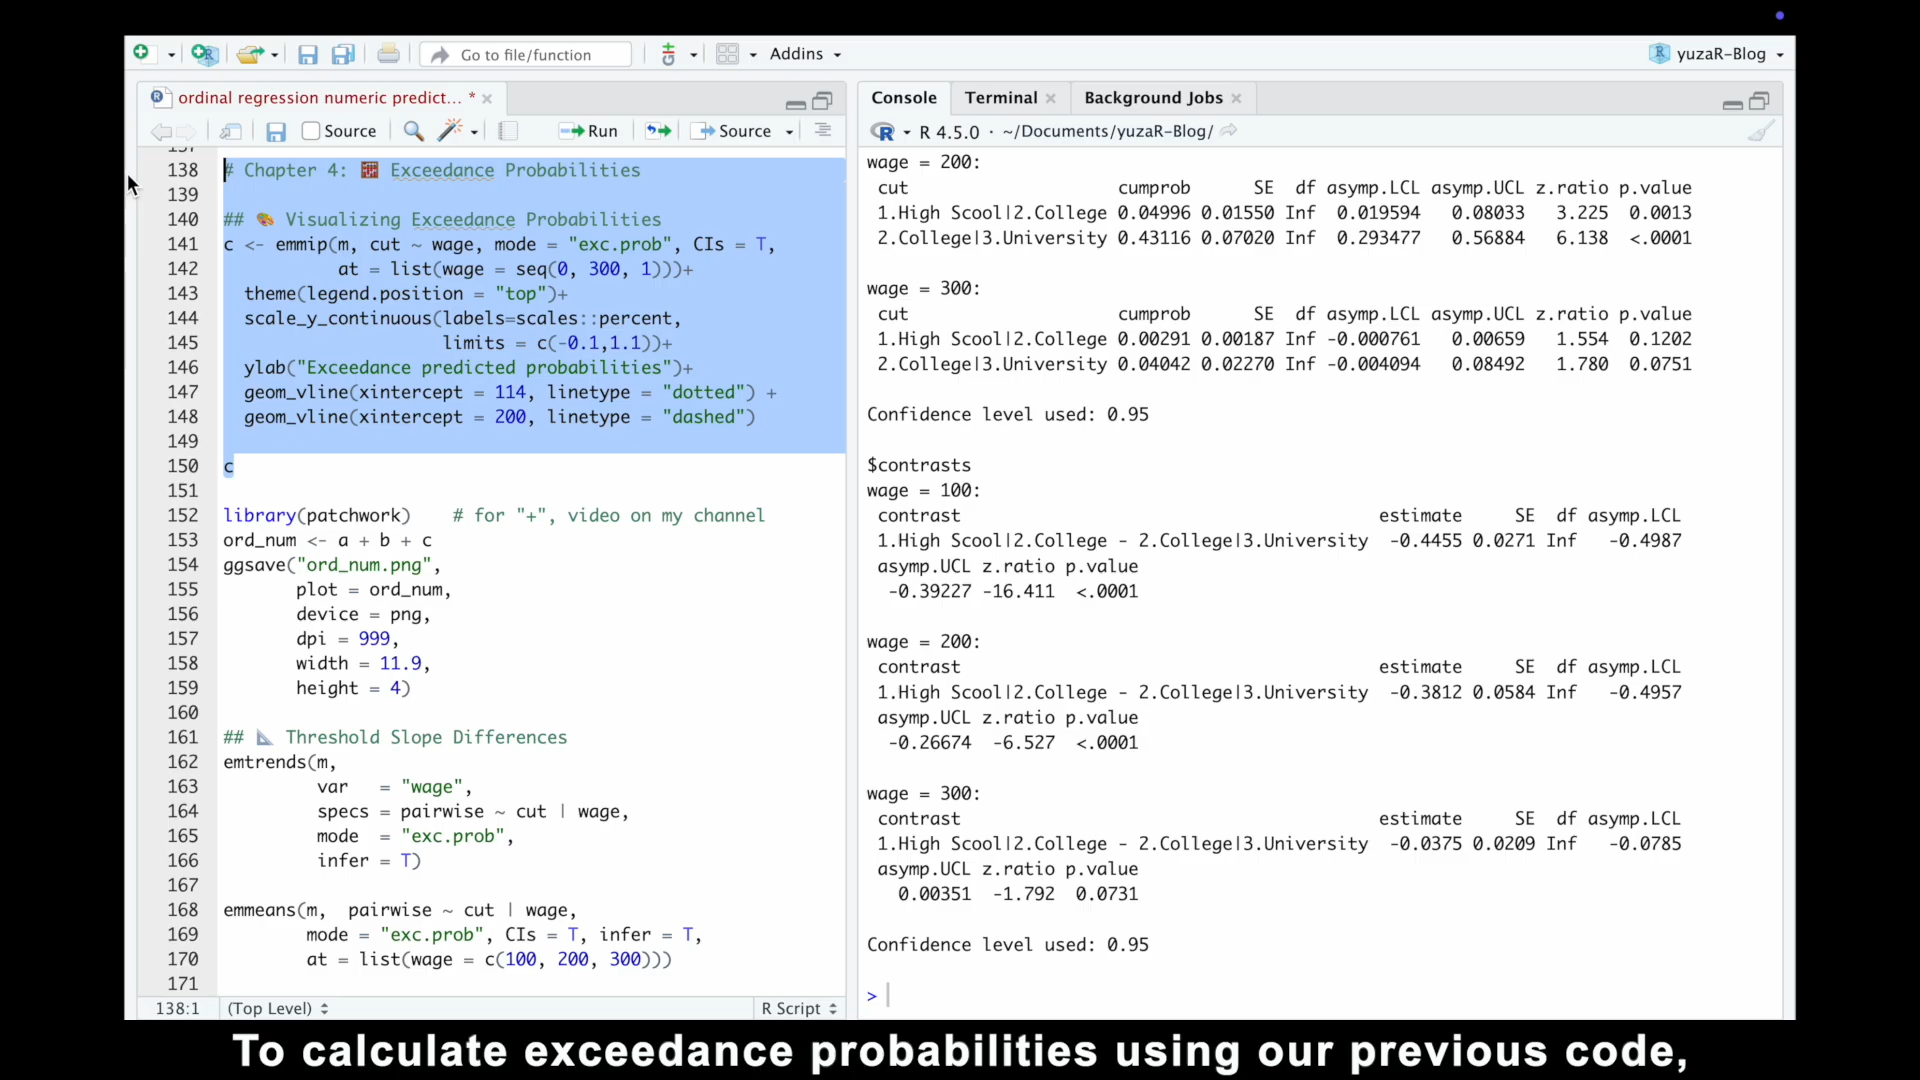 Go to file/function
Addins
yuzaR-Blog
ordinal regression numeric predict... *
Source
Run
Source
137
138 # Chapter 4: 🧮 Exceedance Probabilities
139
140 ## 🎨 Visualizing Exceedance Probabilities
141 c <- emmip(m, cut ~ wage, mode = "exc.prob", CIs = T,
142            at = list(wage = seq(0, 300, 1)))+
143   theme(legend.position = "top")+
144   scale_y_continuous(labels=scales::percent,
145                      limits = c(-0.1,1.1))+
146   ylab("Exceedance predicted probabilities")+
147   geom_vline(xintercept = 114, linetype = "dotted") +
148   geom_vline(xintercept = 200, linetype = "dashed")
149
150 c
151
152 library(patchwork)    # for "+", video on my channel
153 ord_num <- a + b + c
154 ggsave("ord_num.png",
155        plot = ord_num,
156        device = png,
157        dpi = 999,
158        width = 11.9,
159        height = 4)
160
161 ## 📐 Threshold Slope Differences
162 emtrends(m,
163          var   = "wage",
164          specs = pairwise ~ cut | wage,
165          mode  = "exc.prob",
166          infer = T)
167
168 emmeans(m,  pairwise ~ cut | wage,
169         mode = "exc.prob", CIs = T, infer = T,
170         at = list(wage = c(100, 200, 300)))
171
138:1 (Top Level) R Script
Console Terminal Background Jobs
R 4.5.0 · ~/Documents/yuzaR-Blog/
wage = 200:
 cut                     cumprob      SE  df asymp.LCL asymp.UCL z.ratio p.value
 1.High Scool|2.College 0.04996 0.01550 Inf  0.019594   0.08033   3.225  0.0013
 2.College|3.University 0.43116 0.07020 Inf  0.293477   0.56884   6.138  <.0001
wage = 300:
 cut                     cumprob      SE  df asymp.LCL asymp.UCL z.ratio p.value
 1.High Scool|2.College 0.00291 0.00187 Inf -0.000761   0.00659   1.554  0.1202
 2.College|3.University 0.04042 0.02270 Inf -0.004094   0.08492   1.780  0.0751
Confidence level used: 0.95
$contrasts
wage = 100:
 contrast                                        estimate     SE  df asymp.LCL
 1.High Scool|2.College - 2.College|3.University  -0.4455 0.0271 Inf   -0.4987
 asymp.UCL z.ratio p.value
  -0.39227 -16.411  <.0001
wage = 200:
 contrast                                        estimate     SE  df asymp.LCL
 1.High Scool|2.College - 2.College|3.University  -0.3812 0.0584 Inf   -0.4957
 asymp.UCL z.ratio p.value
  -0.26674  -6.527  <.0001
wage = 300:
 contrast                                        estimate     SE  df asymp.LCL
 1.High Scool|2.College - 2.College|3.University  -0.0375 0.0209 Inf   -0.0785
 asymp.UCL z.ratio p.value
   0.00351  -1.792  0.0731
Confidence level used: 0.95
>
To calculate exceedance probabilities using our previous code,